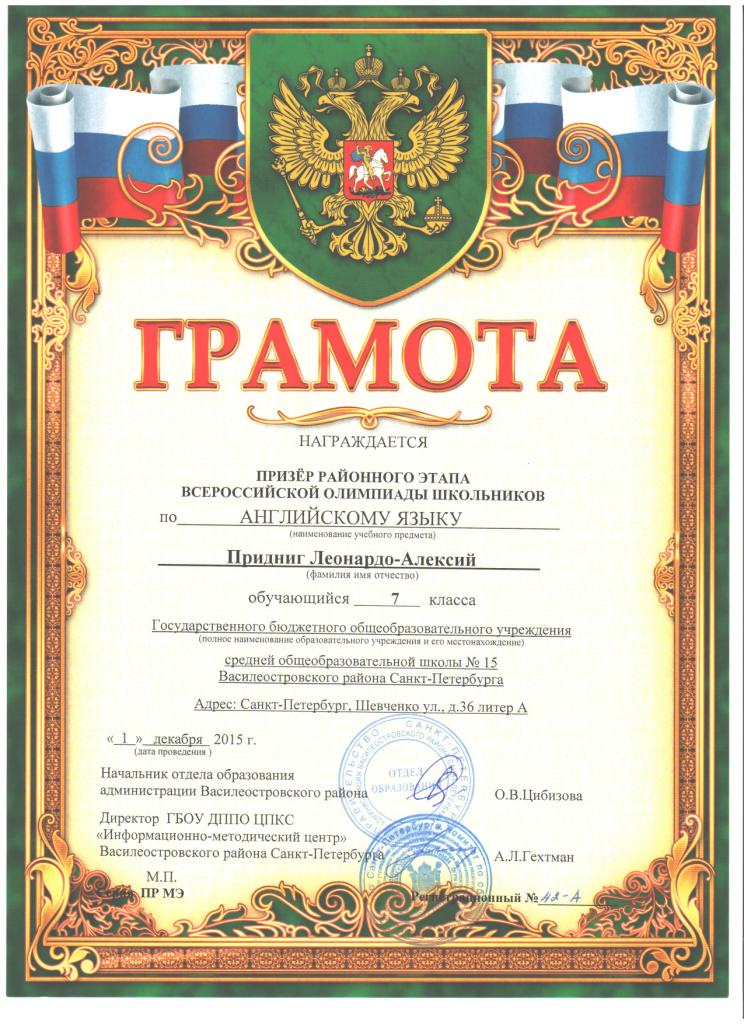 ГРАМОТА
НАГРАЖДАЕТСЯ
ПРИЗЁР РАЙОННОГО ЭТАПА
ВСЕРОССИЙСКОЙ ОЛИМПИАДЫ ШКОЛЬНИКОВ
по АНГЛИЙСКОМУ ЯЗЫКУ
(наименование учебного предмета)
Придниг Леонардо-Алексий
(фамилия имя отчество)
обучающийся 7 класса
Государственного бюджетного общеобразовательного учреждения
(полное наименование образовательного учреждения и его местонахождение)
средней общеобразовательной школы № 15
Василеостровского района Санкт-Петербурга
Адрес: Санкт-Петербург, Шевченко ул., д.36 литер А
« 1 » декабря 2015 г.
(дата проведения )
ОТДЕЛ
ОБРАЗОВАНИЯ
Начальник отдела образования
администрации Василеостровского района О.В.Цибизова
Директор ГБОУ ДППО ЦПКС
«Информационно-методический центр»
Василеостровского района Санкт-Петербурга А.Л.Гехтман
М.П.
ПР МЭ
Регистрационный № 42-А